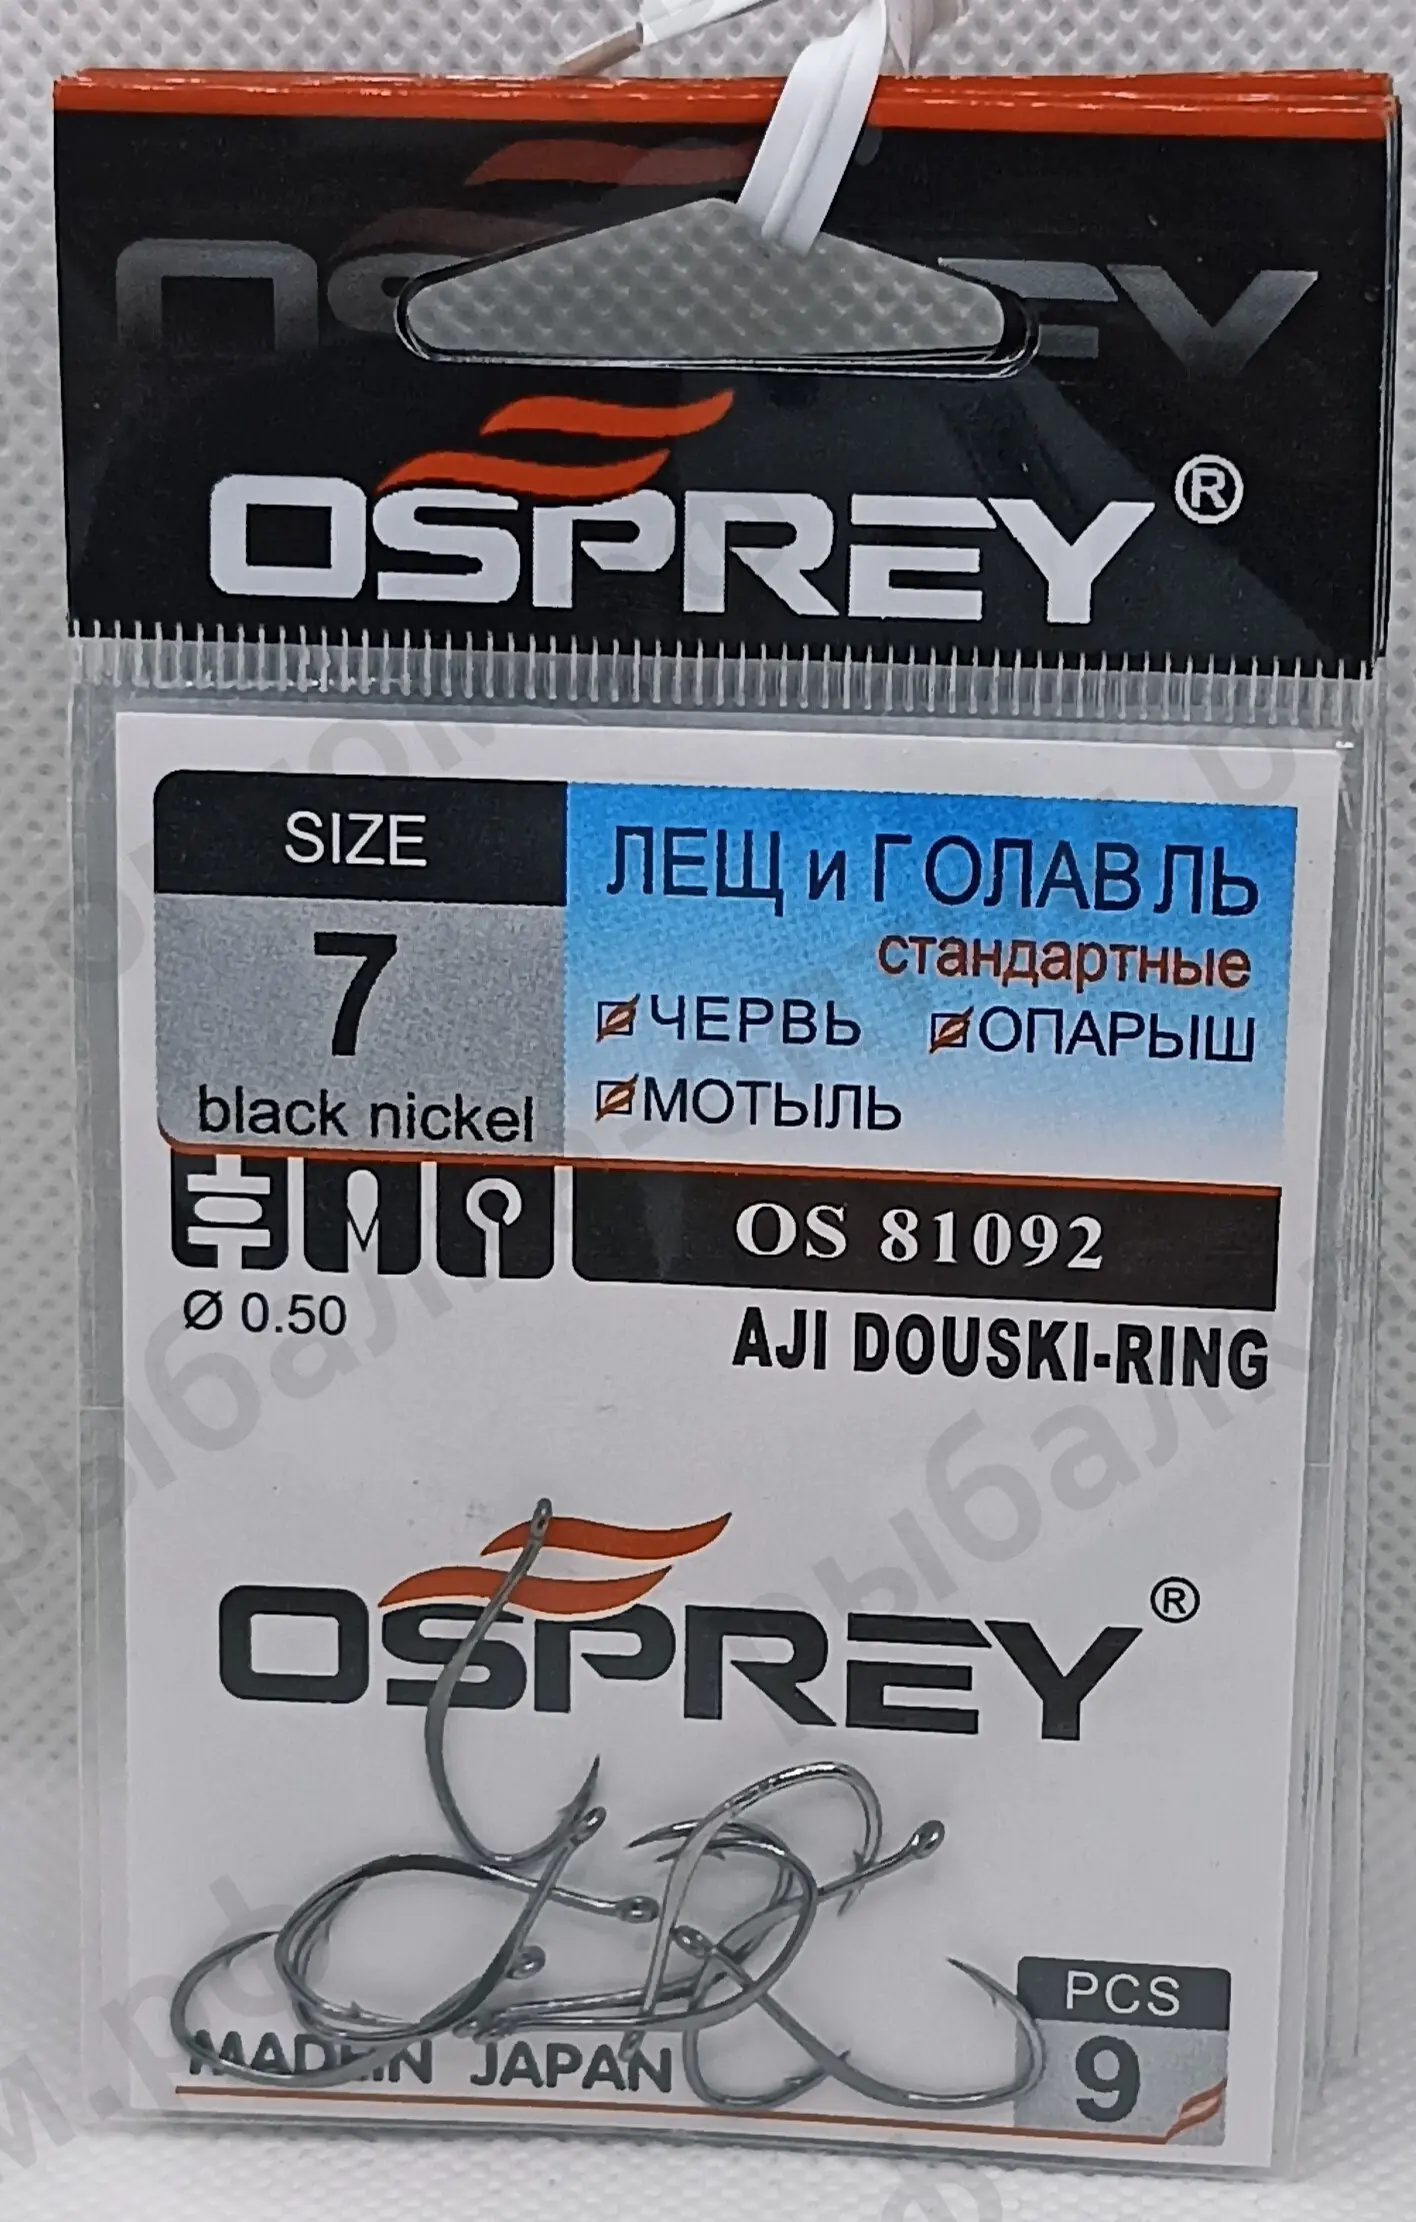 OSPREY
OSPREY®
SIZE
7
black nickel
ЛЕЩ и ГОЛАВЛЬ
стандартные
ЧЕРВЬ ОПАРЫШ
МОТЫЛЬ
Ø 0.50
OS 81092
AJI DOUSKI-RING
OSPREY®
MADE IN JAPAN
PCS
9